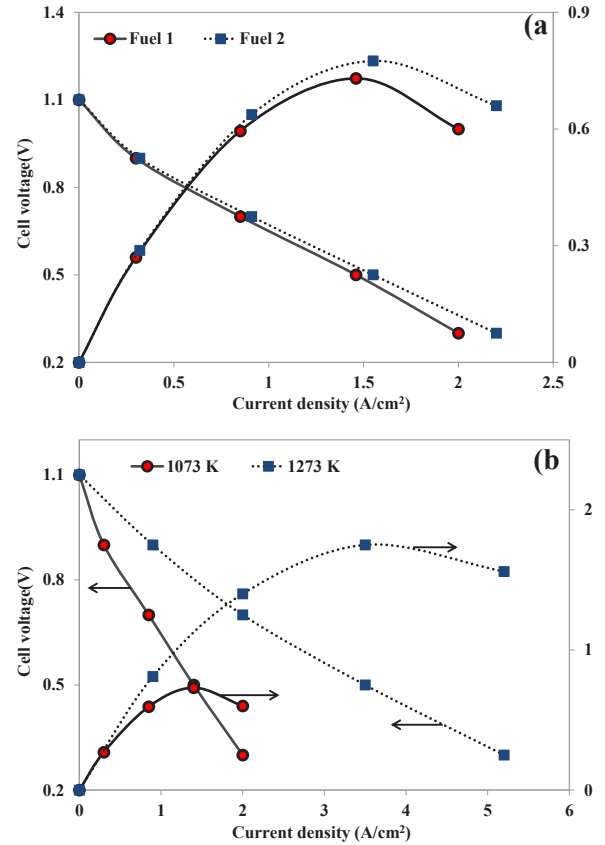 (a
Fuel 1 Fuel 2
1.4 0.9
1.1 0.6
0.8
0.5 0.3
0.2 0
0 0.5 1 1.5 2 2.5
Cell voltage(V)
Current density (A/cm²)
(b)
1073 K 1273 K
1.1 2
0.8
0.5 1
0.2 0
0 1 2 3 4 5 6
Cell voltage(V)
Current density (A/cm²)